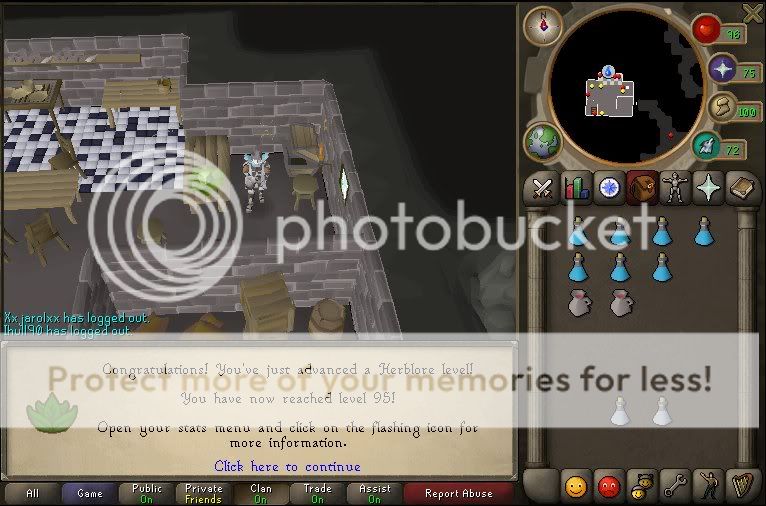 98
75
100
72
photobucket
Xx jarolxx has logged out.
Ihull90 has logged out.
Congratulations! You've just advanced a Herblore level!
Protect more of your memories for less!
You have now reached level 95!
Open your stats menu and click on the flashing icon for
more information.
Click here to continue
All
Game
Public
On
Private
Friends
Clan
On
Trade
On
Assist
On
Report Abuse